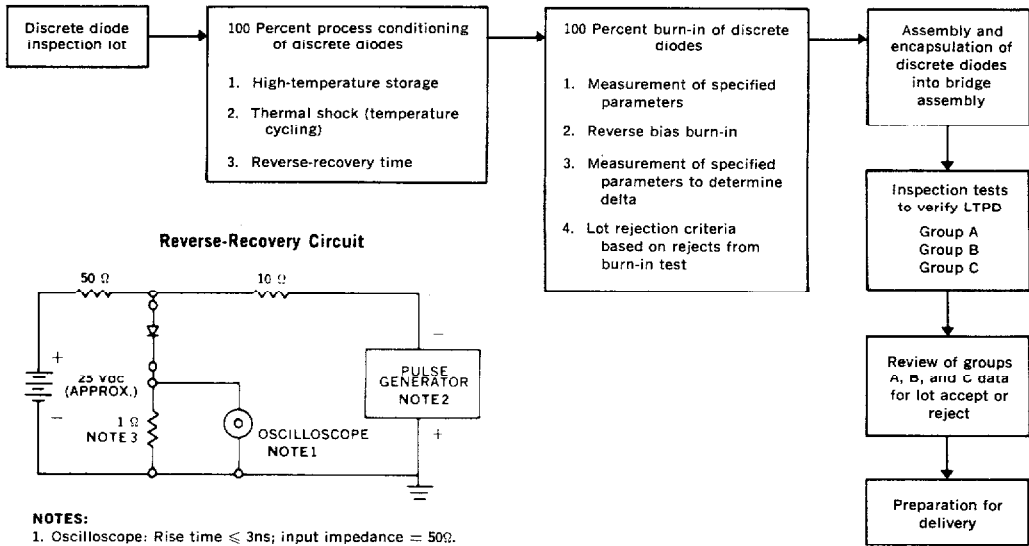 Discrete diode
inspection lot
100 Percent process conditioning
of discrete diodes
1. High-temperature storage
2. Thermal shock (temperature
cycling)
3. Reverse-recovery time
100 Percent burn-in of discrete
diodes
1. Measurement of specified
parameters
2. Reverse bias burn-in
3. Measurement of specified
parameters to determine
delta
4. Lot rejection criteria
based on rejects from
burn-in test
Assembly and
encapsulation of
discrete diodes
into bridge
assembly
Inspection tests
to verify LTPD
Group A
Group B
Group C
Review of groups
A, B, and C data
for lot accept or
reject
Preparation for
delivery
Reverse-Recovery Circuit
50 Ω
10 Ω
+
25 Vdc
(APPROX.)
−
1 Ω
NOTE 3
OSCILLOSCOPE
NOTE 1
−
PULSE
GENERATOR
NOTE 2
+
NOTES:
1. Oscilloscope: Rise time ≤ 3ns; input impedance = 50Ω.